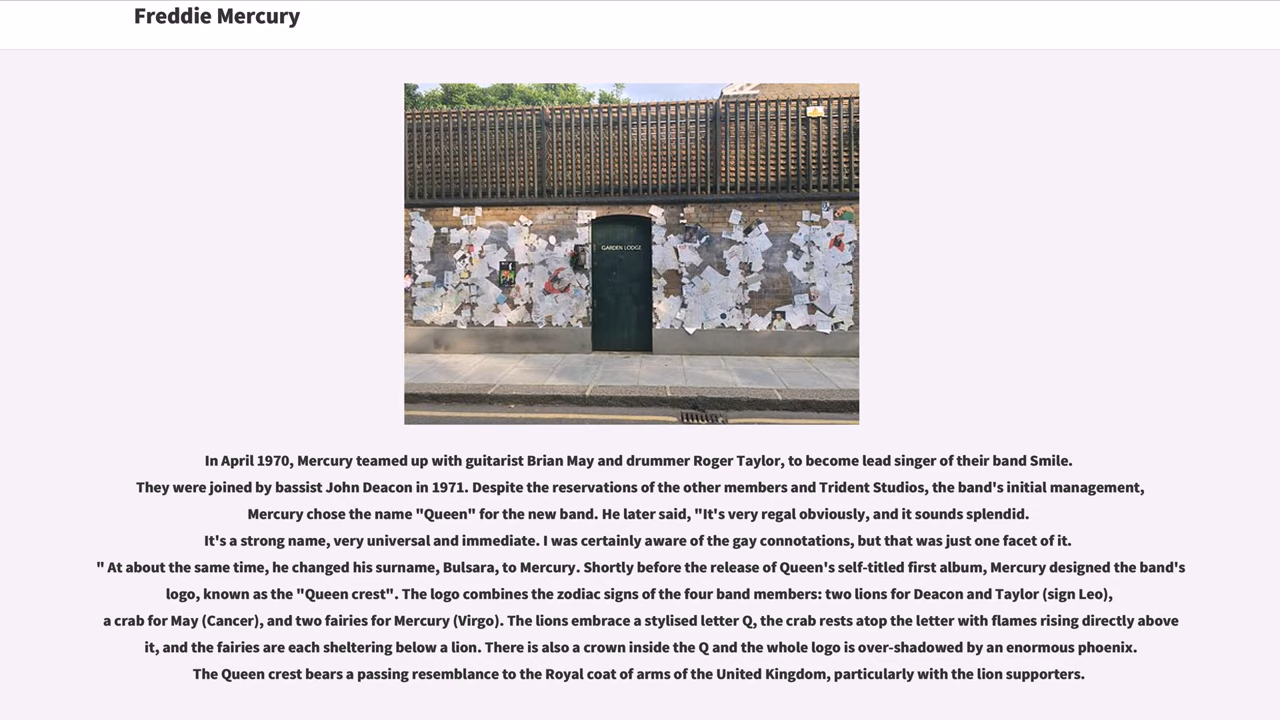 Freddie Mercury
GARDEN LODGE
In April 1970, Mercury teamed up with guitarist Brian May and drummer Roger Taylor, to become lead singer of their band Smile.
They were joined by bassist John Deacon in 1971. Despite the reservations of the other members and Trident Studios, the band's initial management,
Mercury chose the name "Queen" for the new band. He later said, "It's very regal obviously, and it sounds splendid.
It's a strong name, very universal and immediate. I was certainly aware of the gay connotations, but that was just one facet of it.
" At about the same time, he changed his surname, Bulsara, to Mercury. Shortly before the release of Queen's self-titled first album, Mercury designed the band's
logo, known as the "Queen crest". The logo combines the zodiac signs of the four band members: two lions for Deacon and Taylor (sign Leo),
a crab for May (Cancer), and two fairies for Mercury (Virgo). The lions embrace a stylised letter Q, the crab rests atop the letter with flames rising directly above
it, and the fairies are each sheltering below a lion. There is also a crown inside the Q and the whole logo is over-shadowed by an enormous phoenix.
The Queen crest bears a passing resemblance to the Royal coat of arms of the United Kingdom, particularly with the lion supporters.